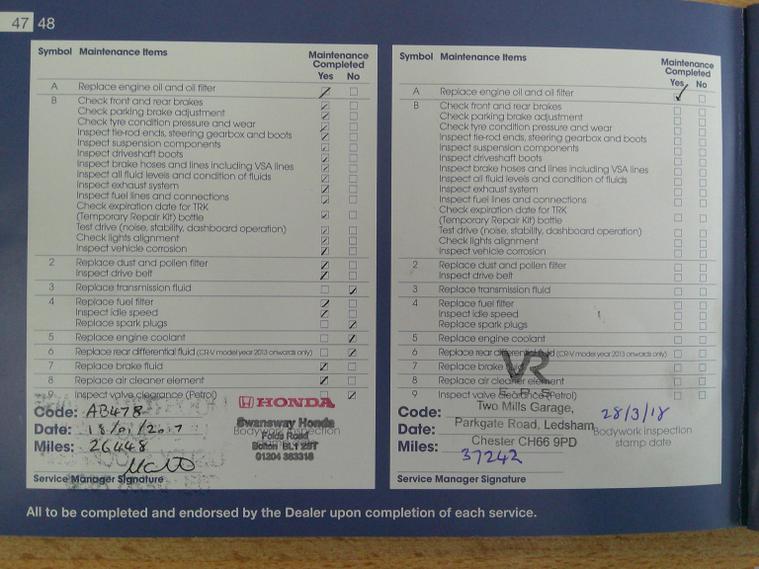 47 48
Symbol Maintenance Items
Maintenance
Completed
Yes No
A Replace engine oil and oil filter
B Check front and rear brakes
Check parking brake adjustment
Check tyre condition pressure and wear
Inspect tie-rod ends, steering gearbox and boots
Inspect suspension components
Inspect driveshaft boots
Inspect brake hoses and lines including VSA lines
Inspect all fluid levels and condition of fluids
Inspect exhaust system
Inspect fuel lines and connections
Check expiration date for TRK
(Temporary Repair Kit) bottle
Test drive (noise, stability, dashboard operation)
Check lights alignment
Inspect vehicle corrosion
2 Replace dust and pollen filter
Inspect drive belt
3 Replace transmission fluid
4 Replace fuel filter
Inspect idle speed
Replace spark plugs
5 Replace engine coolant
6 Replace rear differential fluid (CR-V model year 2013 onwards only)
7 Replace brake fluid
8 Replace air cleaner element
9 Inspect valve clearance (Petrol)
Code: AB478
Date: 18/01/2017
Miles: 26448
HONDA
Swansway Honda
Folds Road
Bolton BL1 2ST
01204 363318
Bodywork Inspection
Service Manager Signature
Symbol Maintenance Items
Maintenance
Completed
Yes No
A Replace engine oil and oil filter
B Check front and rear brakes
Check parking brake adjustment
Check tyre condition pressure and wear
Inspect tie-rod ends, steering gearbox and boots
Inspect suspension components
Inspect driveshaft boots
Inspect brake hoses and lines including VSA lines
Inspect all fluid levels and condition of fluids
Inspect exhaust system
Inspect fuel lines and connections
Check expiration date for TRK
(Temporary Repair Kit) bottle
Test drive (noise, stability, dashboard operation)
Check lights alignment
Inspect vehicle corrosion
2 Replace dust and pollen filter
Inspect drive belt
3 Replace transmission fluid
4 Replace fuel filter
Inspect idle speed
Replace spark plugs
5 Replace engine coolant
6 Replace rear differential fluid (CR-V model year 2013 onwards only)
7 Replace brake
8 Replace air cleaner element
9 Inspect valve clearance (Petrol)
VR
Code:
Date:
Miles: 37242
Two Mills Garage,
Parkgate Road, Ledsham
Chester CH66 9PD
28/3/18
Bodywork Inspection
stamp date
Service Manager Signature
All to be completed and endorsed by the Dealer upon completion of each service.